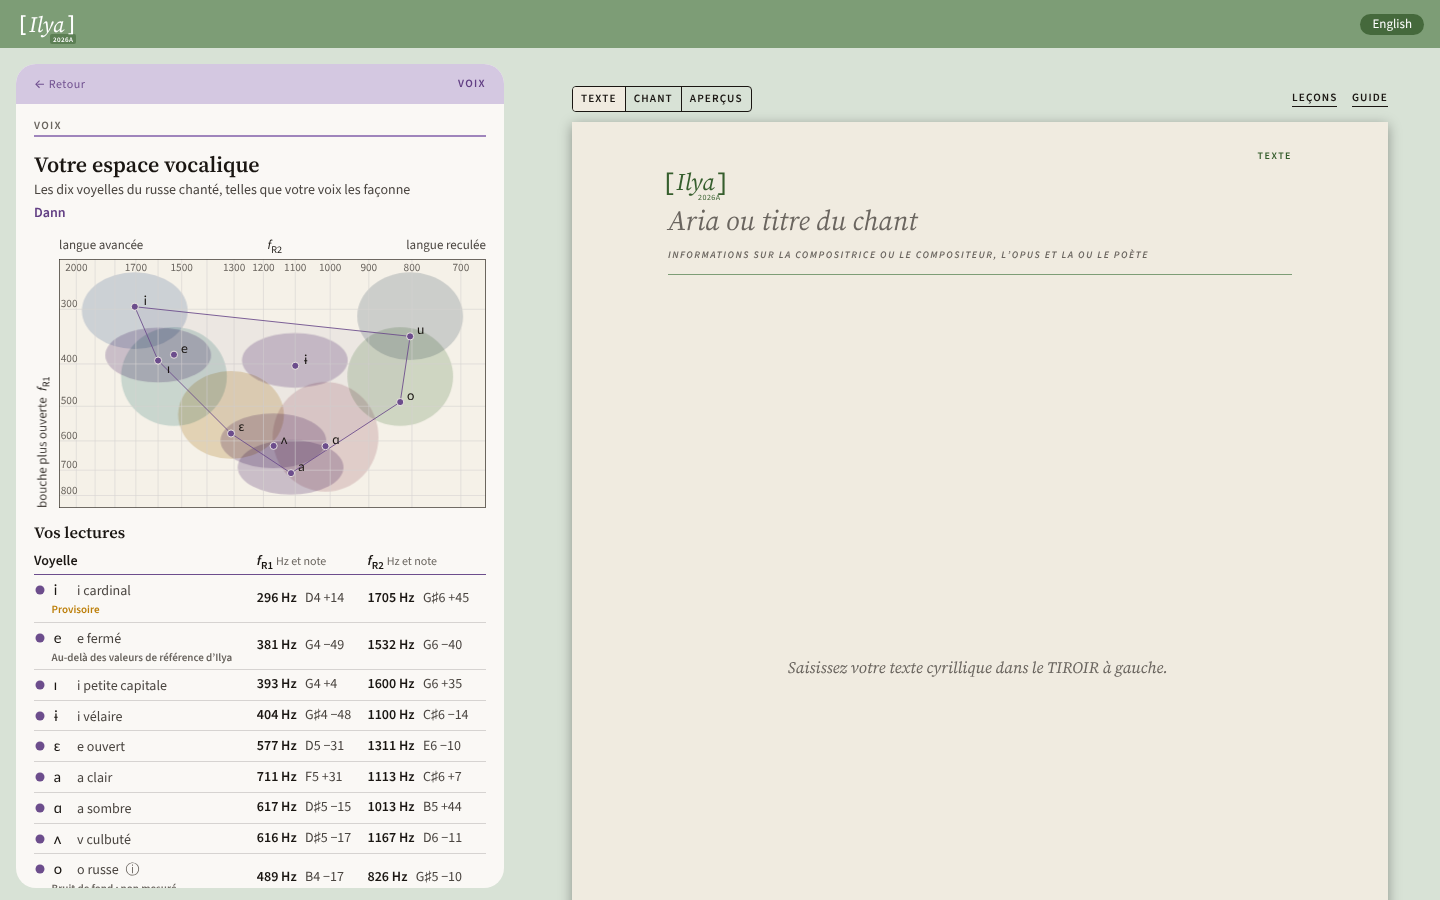 [Ilya]
2026A
English
← Retour
VOIX
VOIX
Votre espace vocalique
Les dix voyelles du russe chanté, telles que votre voix les façonne
Dann
langue avancée fR2 langue reculée
2000 1700 1500 1300 1200 1100 1000 900 800 700
300
400
500
600
700
800
bouche plus ouverte fR1
i
u
e
ɨ
ı
o
ɛ
ʌ
ɑ
a
Vos lectures
Voyelle fR1 Hz et note fR2 Hz et note
i i cardinal 296 Hz D4 +14 1705 Hz G♯6 +45
Provisoire
e e fermé 381 Hz G4 −49 1532 Hz G6 −40
Au-delà des valeurs de référence d’Ilya
ı i petite capitale 393 Hz G4 +4 1600 Hz G6 +35
ɨ i vélaire 404 Hz G♯4 −48 1100 Hz C♯6 −14
ɛ e ouvert 577 Hz D5 −31 1311 Hz E6 −10
a a clair 711 Hz F5 +31 1113 Hz C♯6 +7
ɑ a sombre 617 Hz D♯5 −15 1013 Hz B5 +44
ʌ v culbuté 616 Hz D♯5 −17 1167 Hz D6 −11
o o russe ⓘ 489 Hz B4 −17 826 Hz G♯5 −10
TEXTE CHANT APERÇUS
LEÇONS GUIDE
TEXTE
[Ilya]
2026A
Aria ou titre du chant
INFORMATIONS SUR LA COMPOSITRICE OU LE COMPOSITEUR, L’OPUS ET LA OU LE POÈTE
Saisissez votre texte cyrillique dans le TIROIR à gauche.